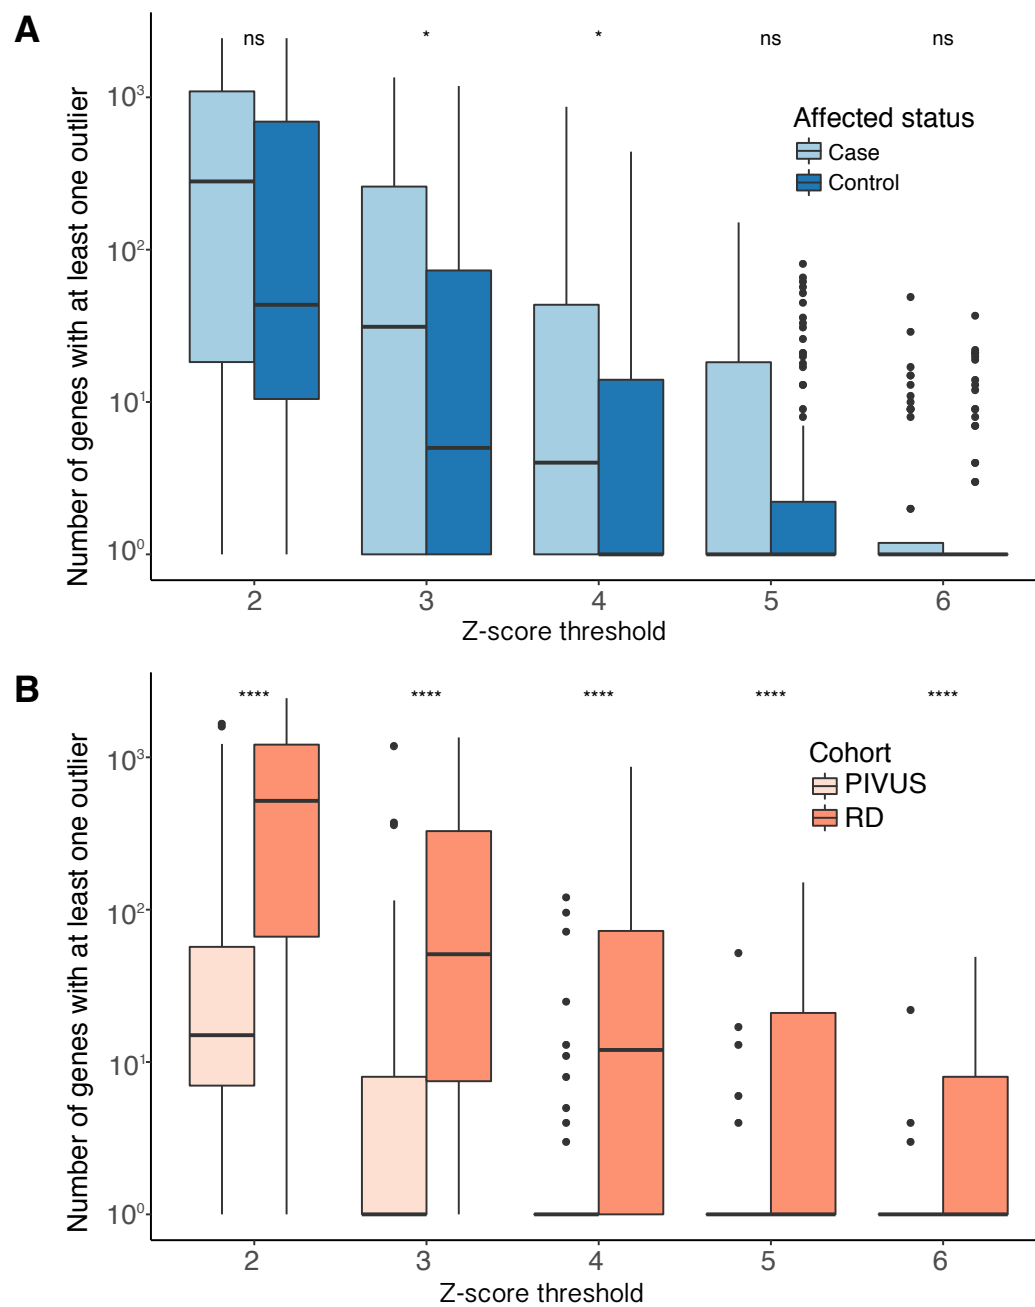 A
ns * * ns ns
Number of genes with at least one outlier
10³
10²
10¹
10⁰
Affected status
Case
Control
2 3 4 5 6
Z-score threshold
B
**** **** **** **** ****
Number of genes with at least one outlier
10³
10²
10¹
10⁰
Cohort
PIVUS
RD
2 3 4 5 6
Z-score threshold